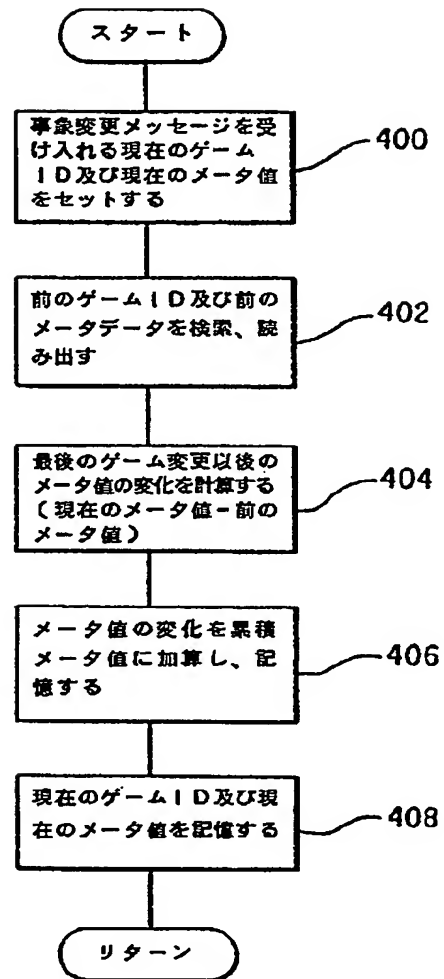 スタート
事象変更メッセージを受
け入れる現在のゲーム
ID及び現在のメータ値
をセットする
400
前のゲームID及び前の
メータデータを検索、読
み出す
402
最後のゲーム変更以後の
メータ値の変化を計算する
(現在のメータ値-前の
メータ値)
404
メータ値の変化を累積
メータ値に加算し、記
憶する
406
現在のゲームID及び現
在のメータ値を記憶する
408
リターン